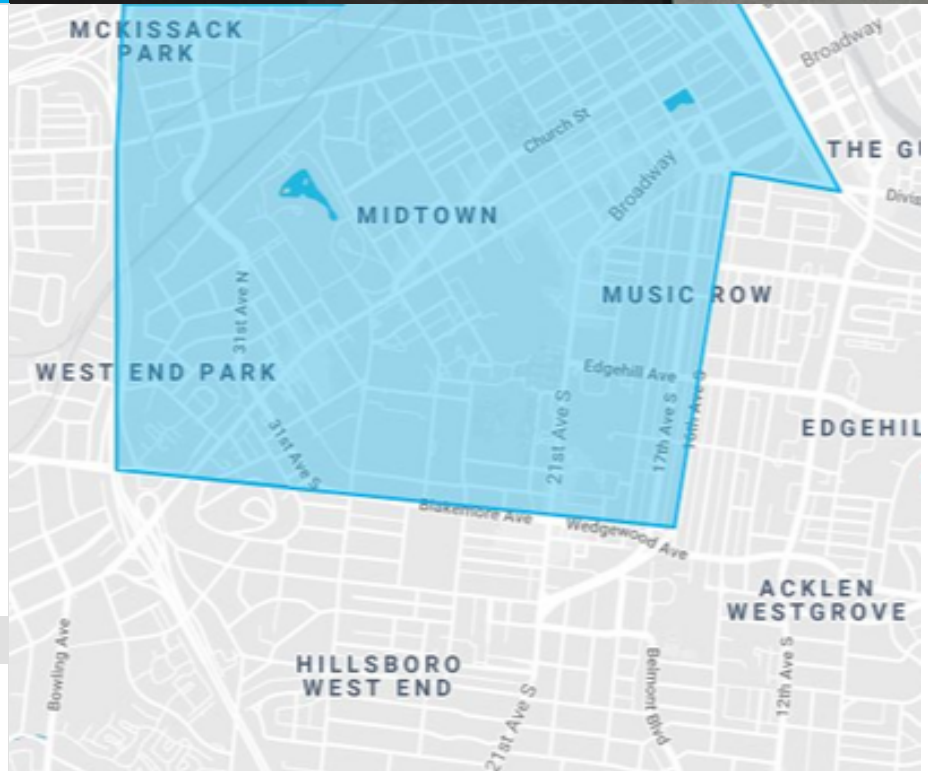 MCKISSACK
PARK
Broadway
Church St
THE GU
Broadway
Divis
MIDTOWN
MUSIC ROW
31st Ave N
WEST END PARK
Edgehill Ave
21st Ave S
17th Ave S
16th Ave S
EDGEHIL
31st Ave S
Blakemore Ave
Wedgewood Ave
ACKLEN
WESTGROVE
HILLSBORO
WEST END
Bowling Ave
Belmont Blvd
12th Ave S
21st Ave S